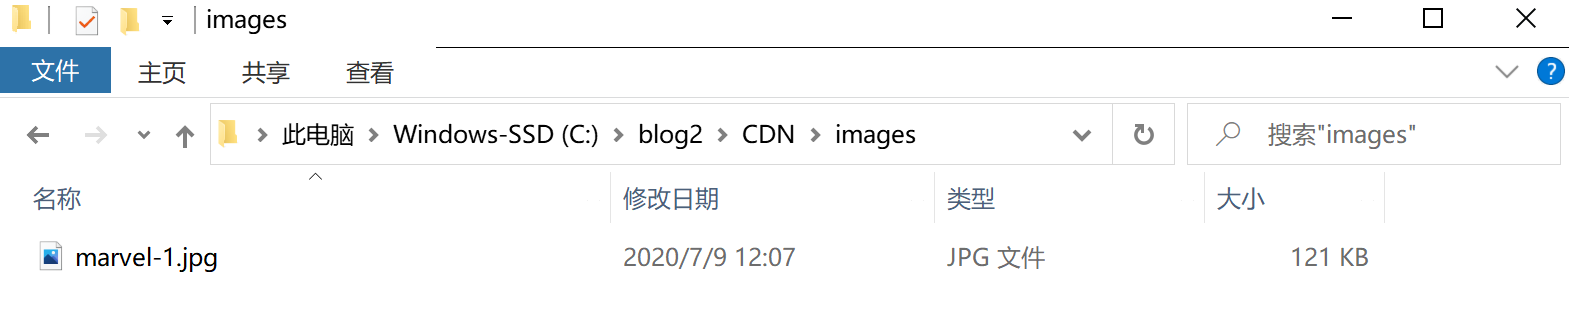 images
文件 主页 共享 查看 ?
此电脑 Windows-SSD (C:) blog2 CDN images 搜索"images"
名称 修改日期 类型 大小
marvel-1.jpg 2020/7/9 12:07 JPG 文件 121 KB